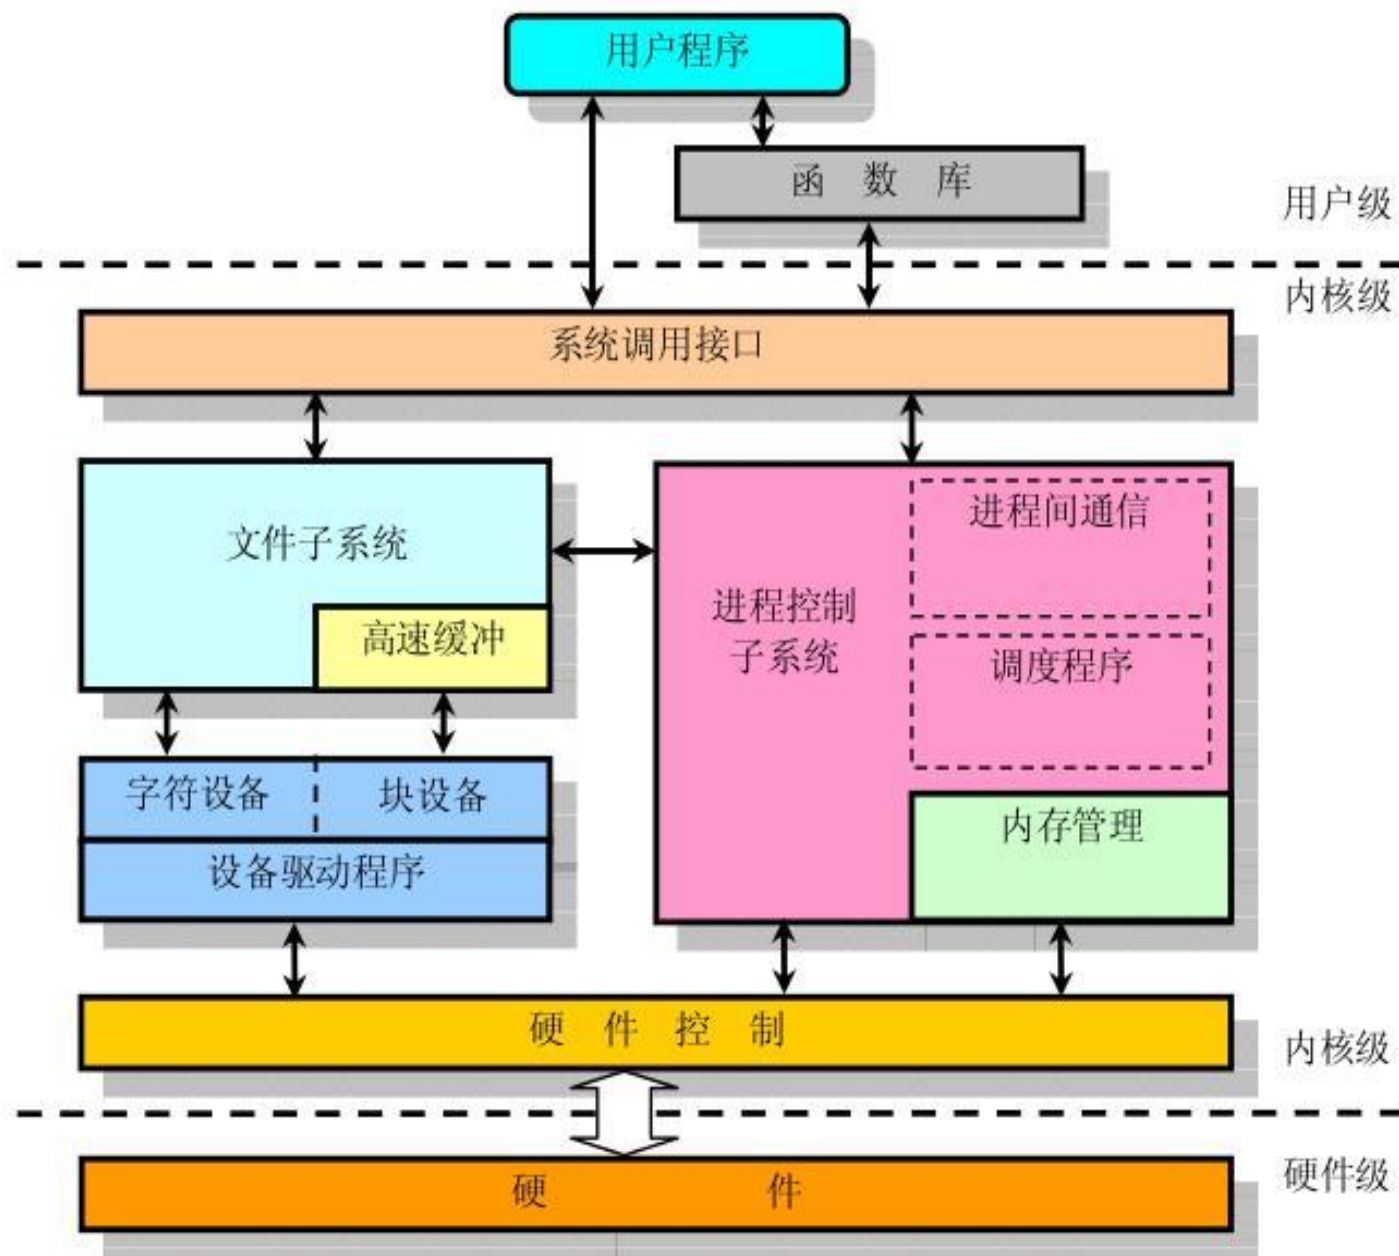 用户程序
函 数 库
用户级
内核级
系统调用接口
文件子系统
高速缓冲
进程控制
子系统
进程间通信
调度程序
内存管理
字符设备
块设备
设备驱动程序
硬 件 控 制
内核级
硬 件
硬件级